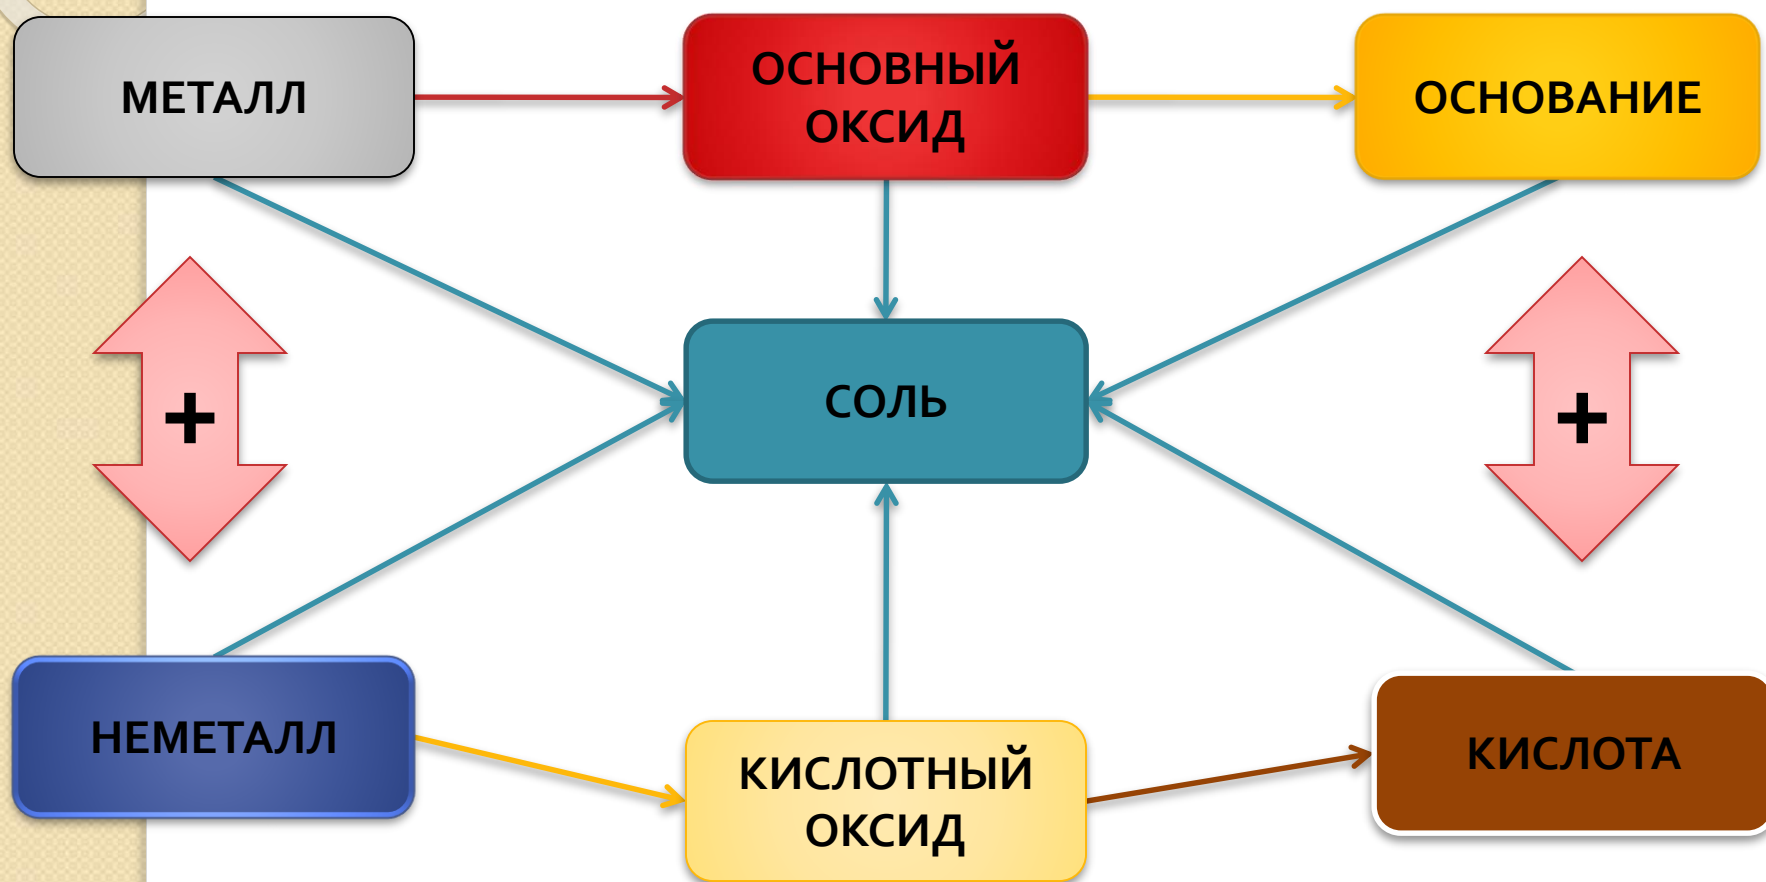 МЕТАЛЛ
ОСНОВНЫЙ
ОКСИД
ОСНОВАНИЕ
+
СОЛЬ
+
НЕМЕТАЛЛ
КИСЛОТНЫЙ
ОКСИД
КИСЛОТА